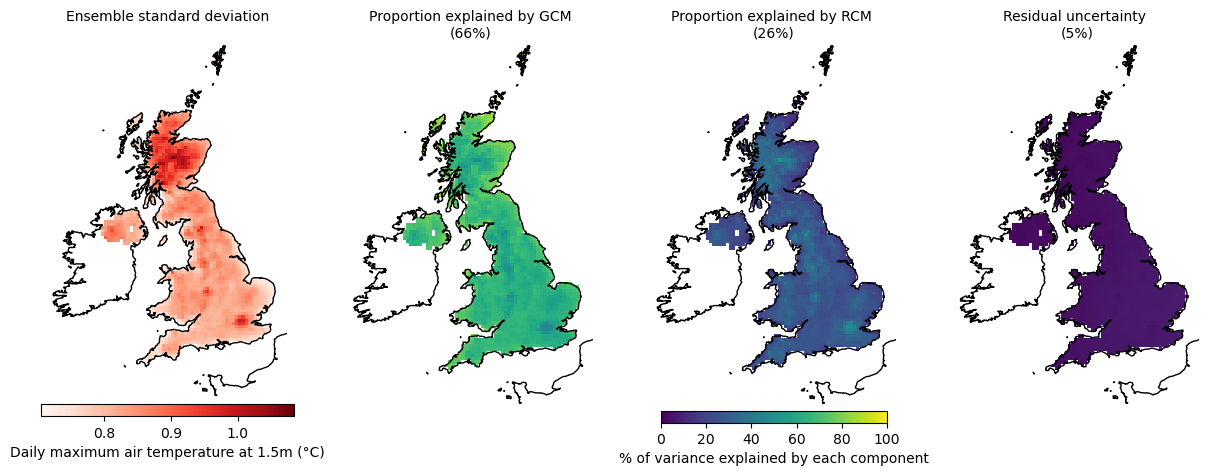 Ensemble standard deviation
Proportion explained by GCM
(66%)
Proportion explained by RCM
(26%)
Residual uncertainty
(5%)
0.8 0.9 1.0
Daily maximum air temperature at 1.5m (°C)
0 20 40 60 80 100
% of variance explained by each component